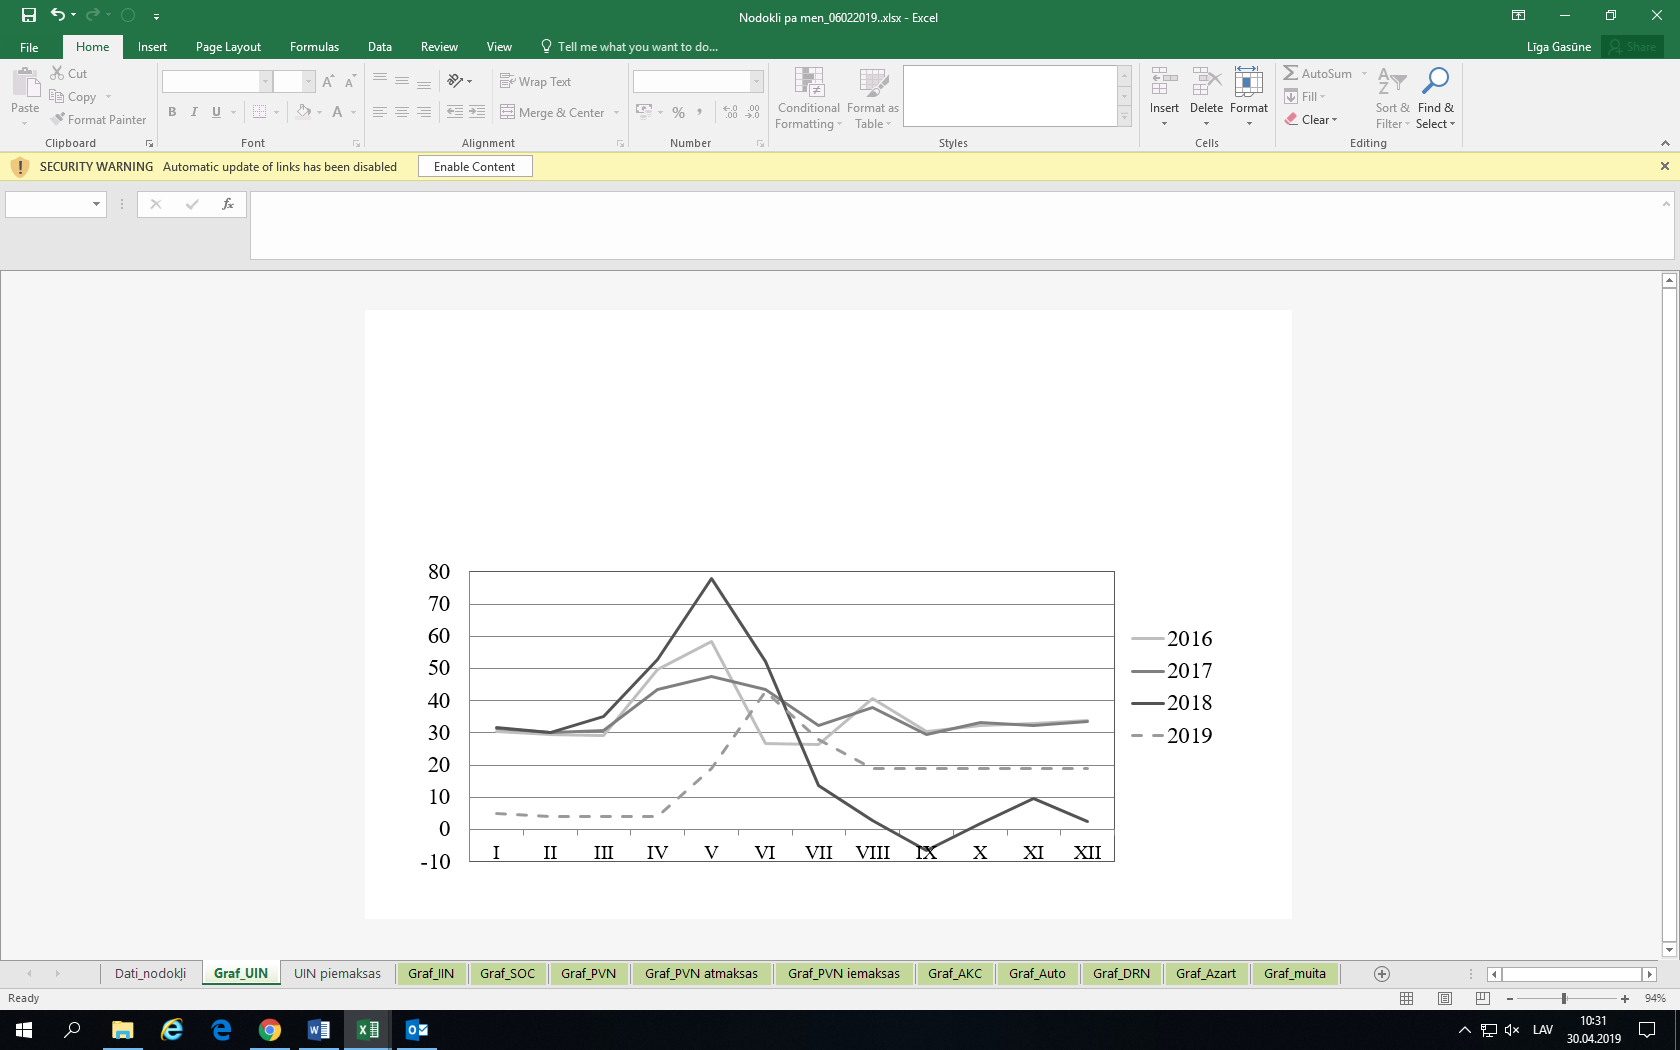 Nodokli pa men_06022019..xlsx - Excel
File Home Insert Page Layout Formulas Data Review View Tell me what you want to do... Līga Gasūne Share
Paste
Cut
Copy
Format Painter
Clipboard
B I U A
Font
Wrap Text
Merge & Center
Alignment
%
Number
Conditional Formatting
Format as Table
Styles
Insert Delete Format
Cells
AutoSum
Fill
Clear
Sort & Filter
Find & Select
Editing
SECURITY WARNING Automatic update of links has been disabled Enable Content
fx
80
70
60
50
40
30
20
10
0
-10
I II III IV V VI VII VIII IX X XI XII
2016
2017
2018
2019
Dati_nodokļi Graf_UIN UIN piemaksas Graf_IIN Graf_SOC Graf_PVN Graf_PVN atmaksas Graf_PVN iemaksas Graf_AKC Graf_Auto Graf_DRN Graf_Azart Graf_muita
Ready 94%
LAV
10:31
30.04.2019